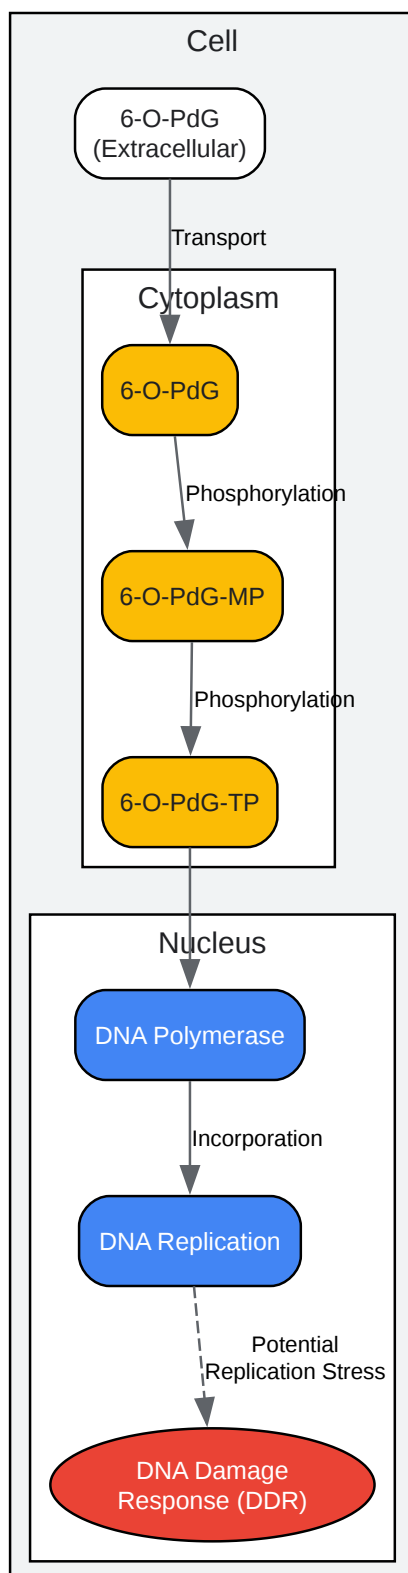 Cell
6-O-PdG
(Extracellular)
Transport
Cytoplasm
6-O-PdG
Phosphorylation
6-O-PdG-MP
Phosphorylation
6-O-PdG-TP
Nucleus
DNA Polymerase
Incorporation
DNA Replication
Potential
Replication Stress
DNA Damage
Response (DDR)